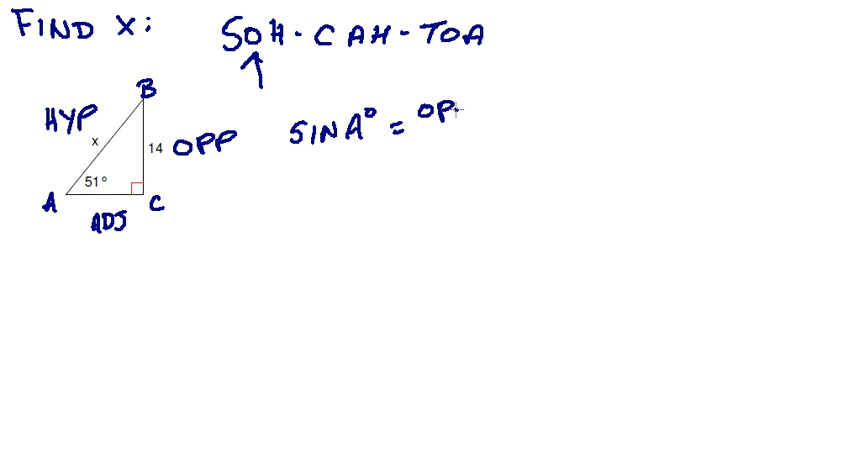 FIND X: SOH-CAH-TOA
B
HYP
x 14 OPP SIN A° = OP
51°
A C
ADJ